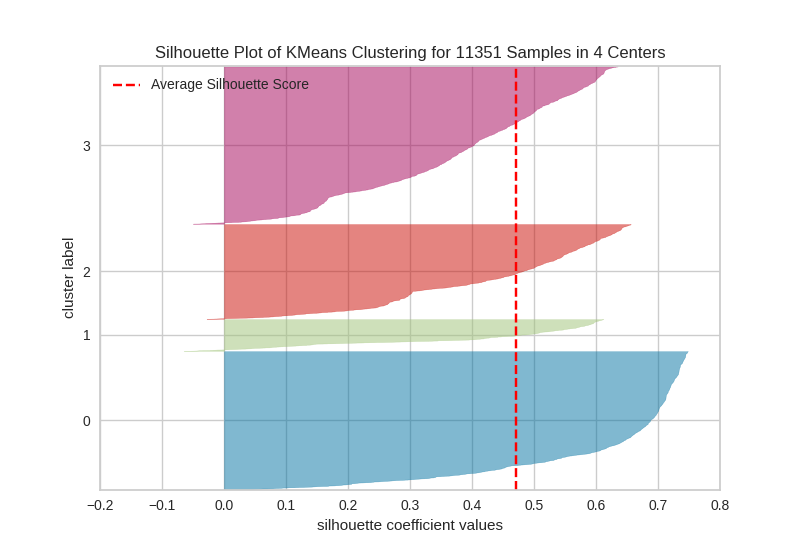 Silhouette Plot of KMeans Clustering for 11351 Samples in 4 Centers
Average Silhouette Score
cluster label
3
2
1
0
−0.2 −0.1 0.0 0.1 0.2 0.3 0.4 0.5 0.6 0.7 0.8
silhouette coefficient values